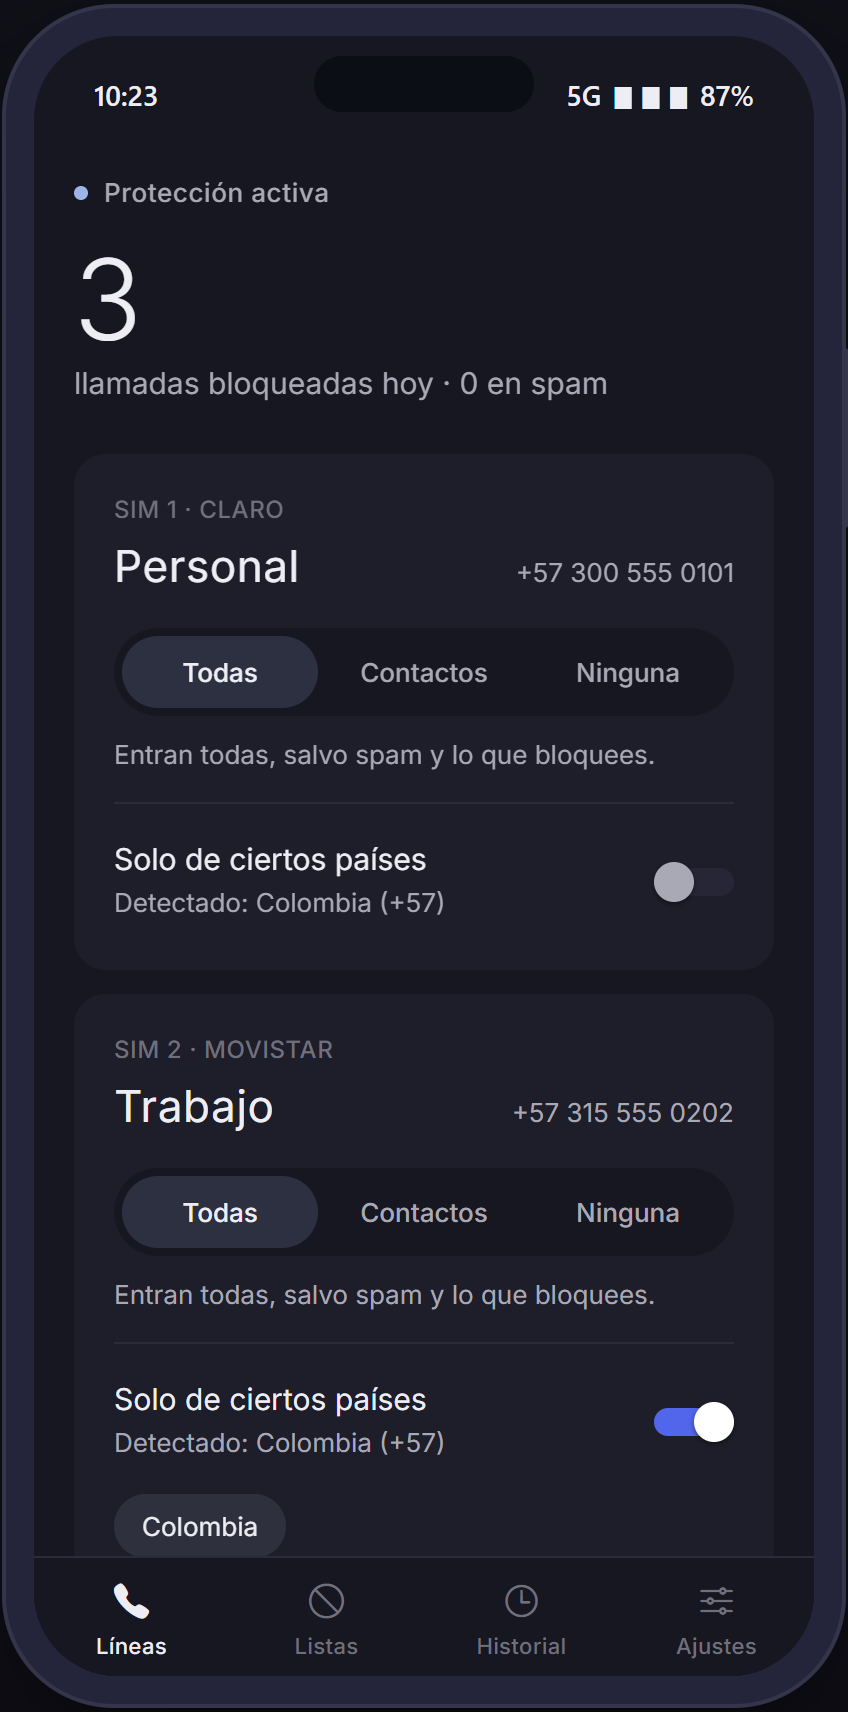 10:23
5G 87%
Protección activa
3
llamadas bloqueadas hoy · 0 en spam
SIM 1 · CLARO
Personal
+57 300 555 0101
Todas
Contactos
Ninguna
Entran todas, salvo spam y lo que bloquees.
Solo de ciertos países
Detectado: Colombia (+57)
SIM 2 · MOVISTAR
Trabajo
+57 315 555 0202
Todas
Contactos
Ninguna
Entran todas, salvo spam y lo que bloquees.
Solo de ciertos países
Detectado: Colombia (+57)
Colombia
Líneas
Listas
Historial
Ajustes